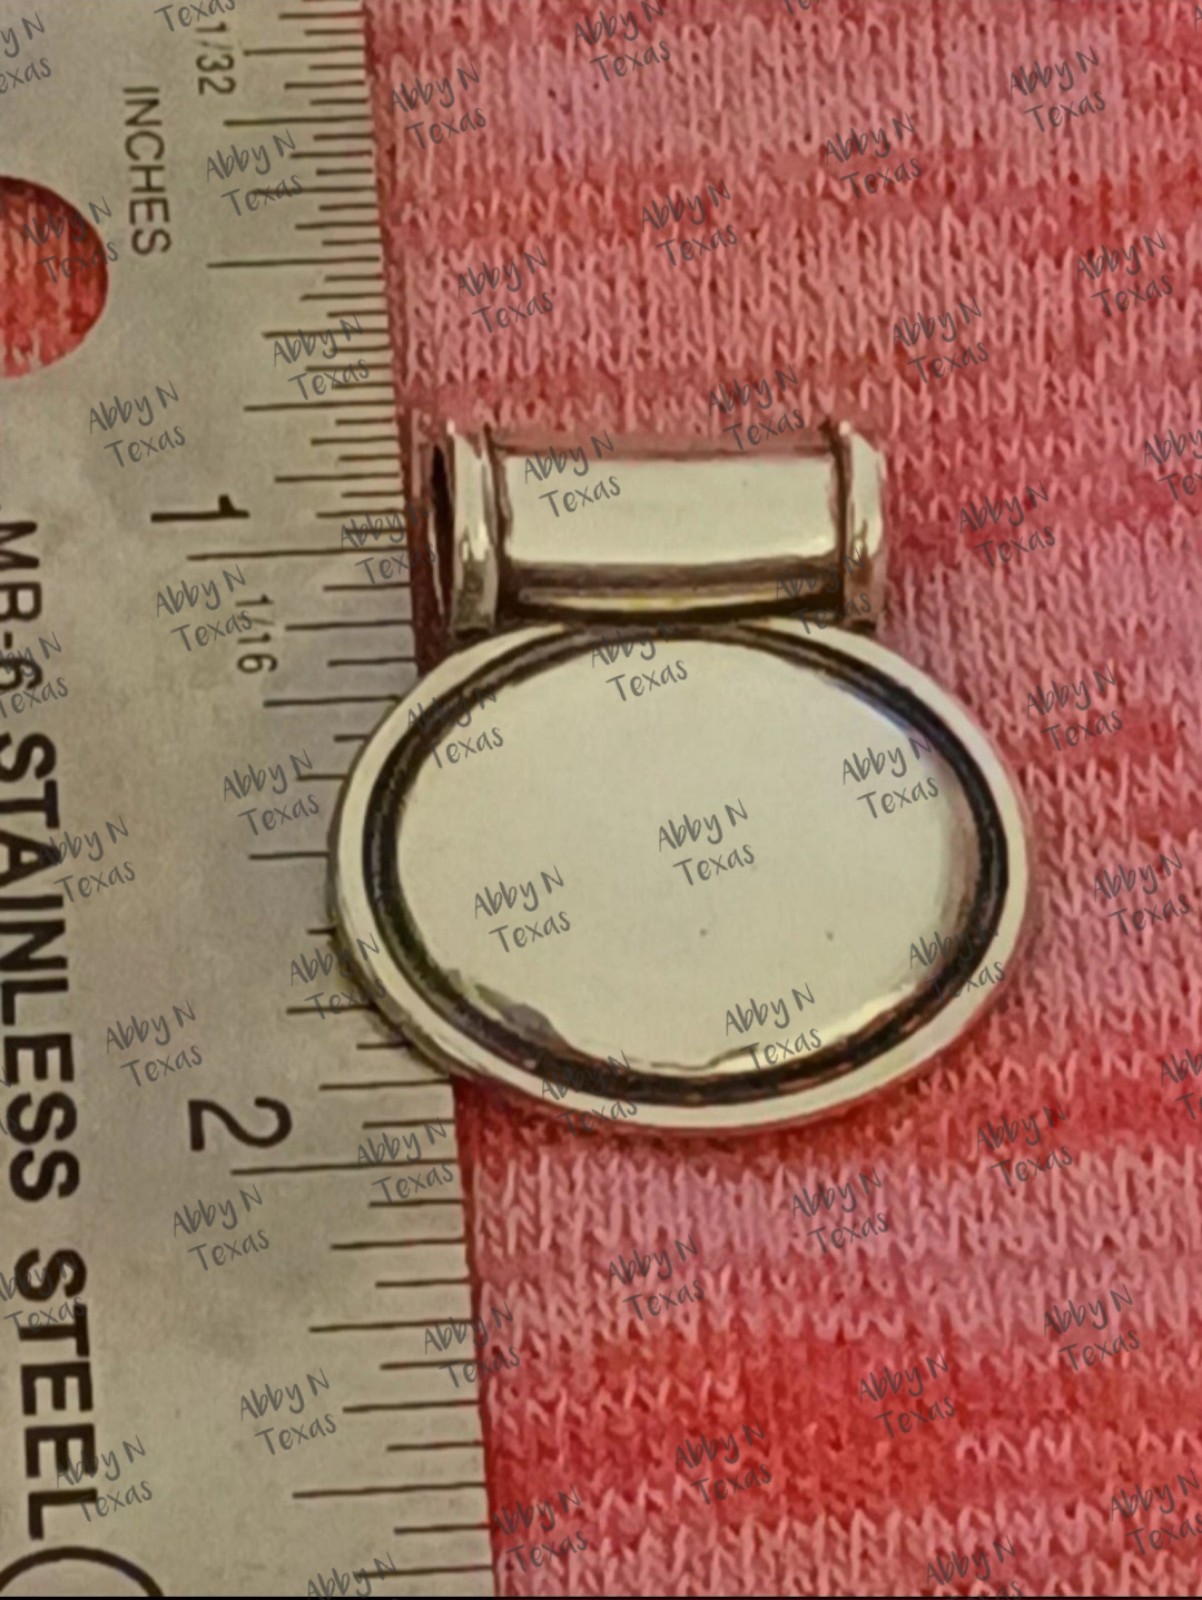 1/32
INCHES
1
1/16
MB-6 STAINLESS STEEL
2
Abby N
Texas